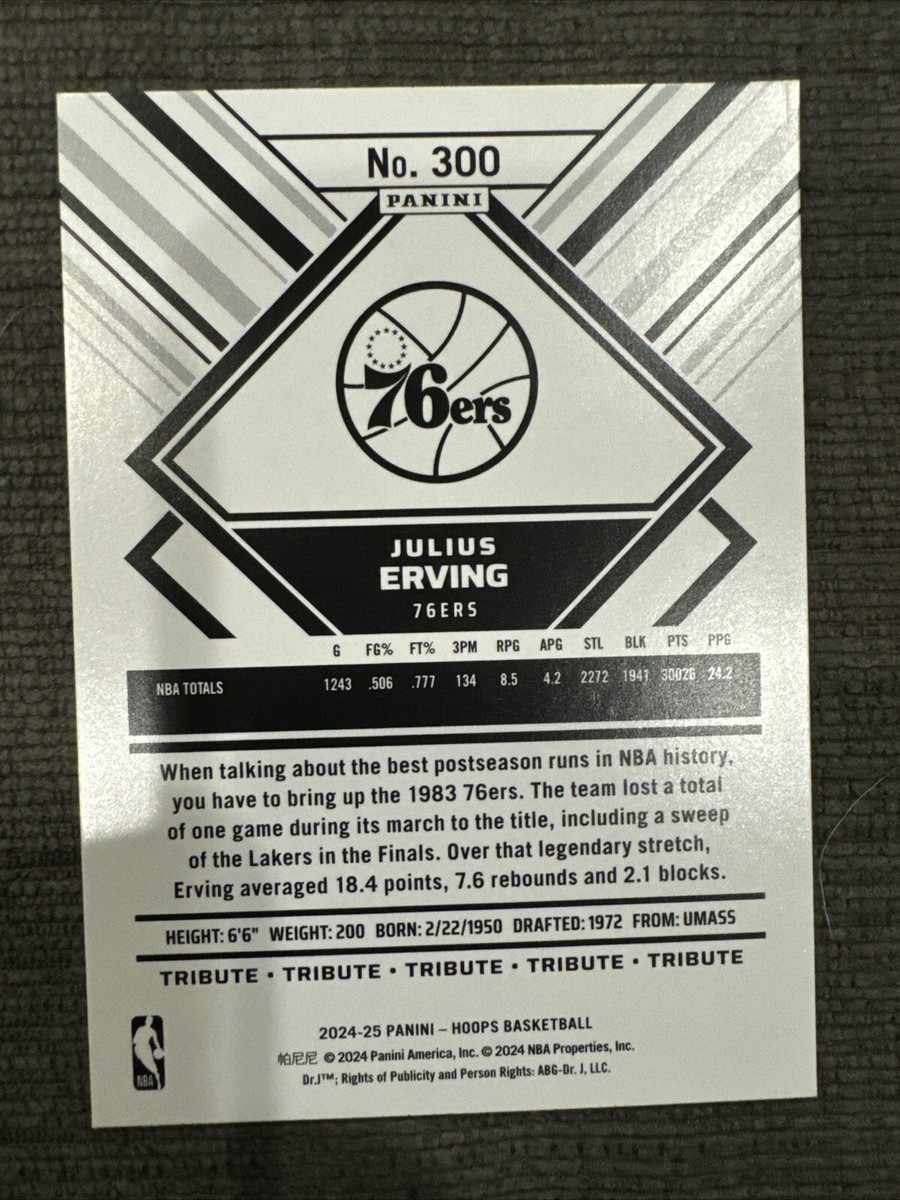 No. 300
PANINI
76ers
JULIUS
ERVING
76ERS
G FG% FT% 3PM RPG APG STL BLK PTS PPG
NBA TOTALS 1243 .506 .777 134 8.5 4.2 2272 1941 30026 24.2
When talking about the best postseason runs in NBA history,
you have to bring up the 1983 76ers. The team lost a total
of one game during its march to the title, including a sweep
of the Lakers in the Finals. Over that legendary stretch,
Erving averaged 18.4 points, 7.6 rebounds and 2.1 blocks.
HEIGHT: 6'6" WEIGHT: 200 BORN: 2/22/1950 DRAFTED: 1972 FROM: UMASS
TRIBUTE • TRIBUTE • TRIBUTE • TRIBUTE • TRIBUTE
2024-25 PANINI – HOOPS BASKETBALL
帕尼尼 © 2024 Panini America, Inc. © 2024 NBA Properties, Inc.
Dr.J™; Rights of Publicity and Person Rights: ABG-Dr. J, LLC.
NBA